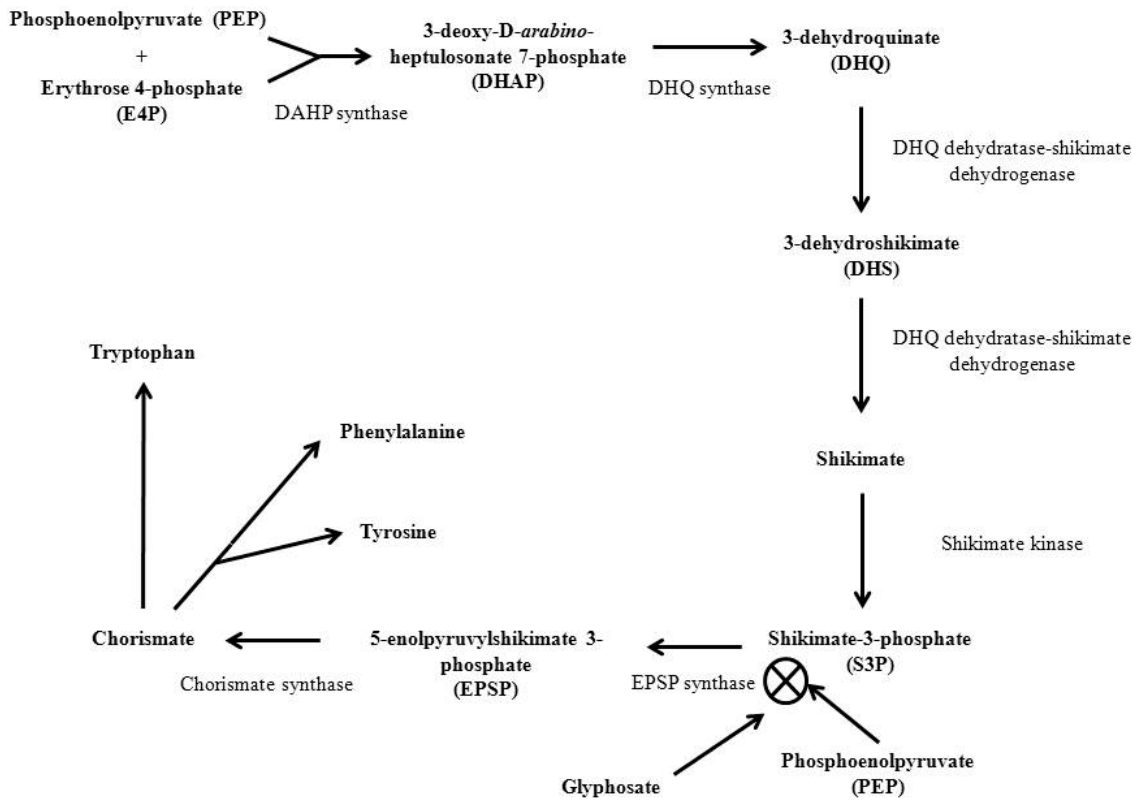 Phosphoenolpyruvate (PEP)
+
Erythrose 4-phosphate
(E4P)
DAHP synthase
3-deoxy-D-arabino-
heptulosonate 7-phosphate
(DHAP)
DHQ synthase
3-dehydroquinate
(DHQ)
DHQ dehydratase-shikimate
dehydrogenase
3-dehydroshikimate
(DHS)
DHQ dehydratase-shikimate
dehydrogenase
Shikimate
Shikimate kinase
Shikimate-3-phosphate
(S3P)
EPSP synthase
Glyphosate
Phosphoenolpyruvate
(PEP)
5-enolpyruvylshikimate 3-
phosphate
(EPSP)
Chorismate synthase
Chorismate
Tyrosine
Phenylalanine
Tryptophan